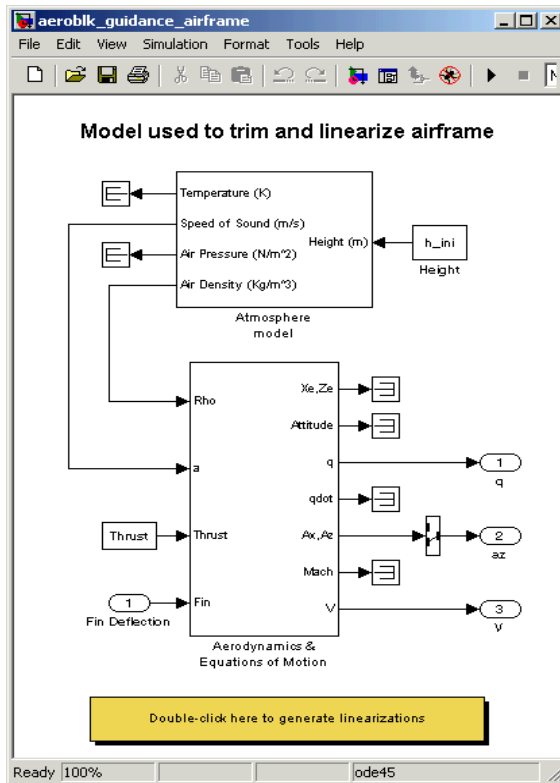 aeroblk_guidance_airframe
File Edit View Simulation Format Tools Help
Model used to trim and linearize airframe
Temperature (K)
Speed of Sound (m/s)
Air Pressure (N/m^2)
Air Density (Kg/m^3)
Height (m)
h_ini
Height
Atmosphere
model
Rho
a
Thrust
Thrust
1
Fin
Fin Deflection
Xe,Ze
Attitude
q
qdot
Ax,Az
Mach
V
1
q
2
az
3
V
Aerodynamics &
Equations of Motion
Double-click here to generate linearizations
Ready 100% ode45